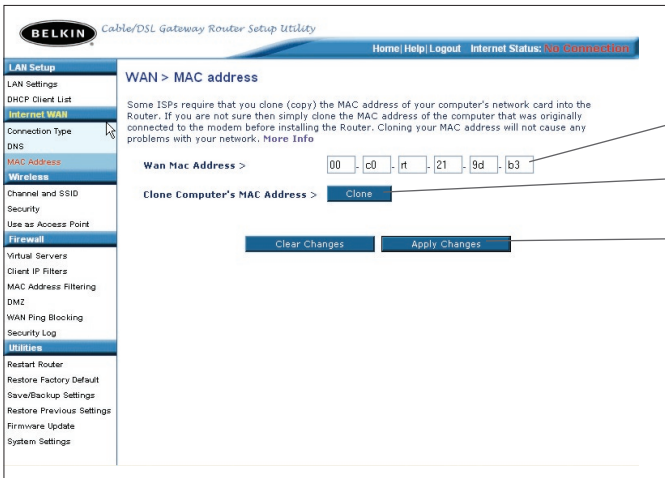 BELKIN
Cable/DSL Gateway Router Setup Utility
Home| Help| Logout Internet Status: No Connection
LAN Setup
LAN Settings
DHCP Client List
Internet WAN
Connection Type
DNS
MAC Address
Wireless
Channel and SSID
Security
Use as Access Point
Firewall
Virtual Servers
Client IP Filters
MAC Address Filtering
DMZ
WAN Ping Blocking
Security Log
Utilities
Restart Router
Restore Factory Default
Save/Backup Settings
Restore Previous Settings
Firmware Update
System Settings
WAN > MAC address
Some ISPs require that you clone (copy) the MAC address of your computer's network card into the
Router. If you are not sure then simply clone the MAC address of the computer that was originally
connected to the modem before installing the Router. Cloning your MAC address will not cause any
problems with your network. More Info
Wan Mac Address > 00 - c0 - rt - 21 - 9d - b3
Clone Computer's MAC Address > Clone
Clear Changes Apply Changes